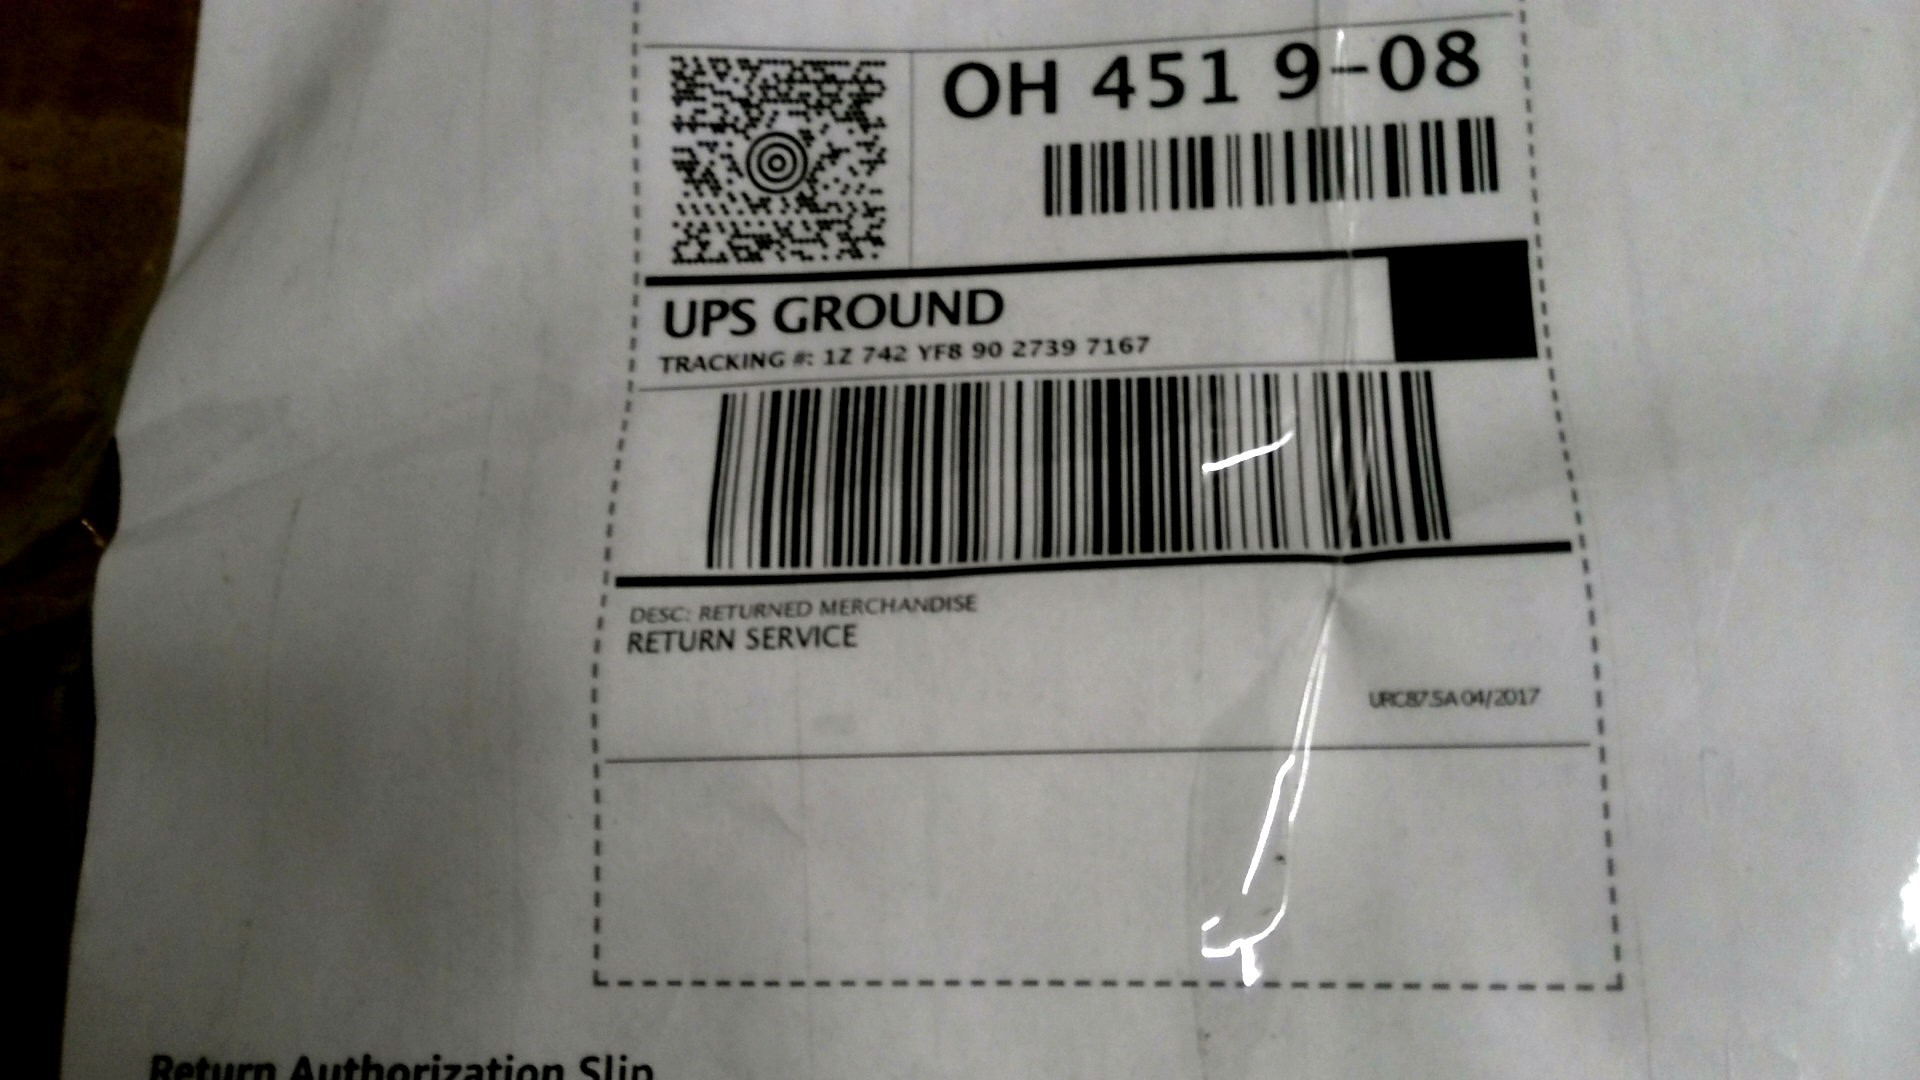 OH 451 9-08
UPS GROUND
TRACKING #: 1Z 742 YF8 90 2739 7167
DESC: RETURNED MERCHANDISE
RETURN SERVICE
URC87.5A 04/2017
Return Authorization Slip